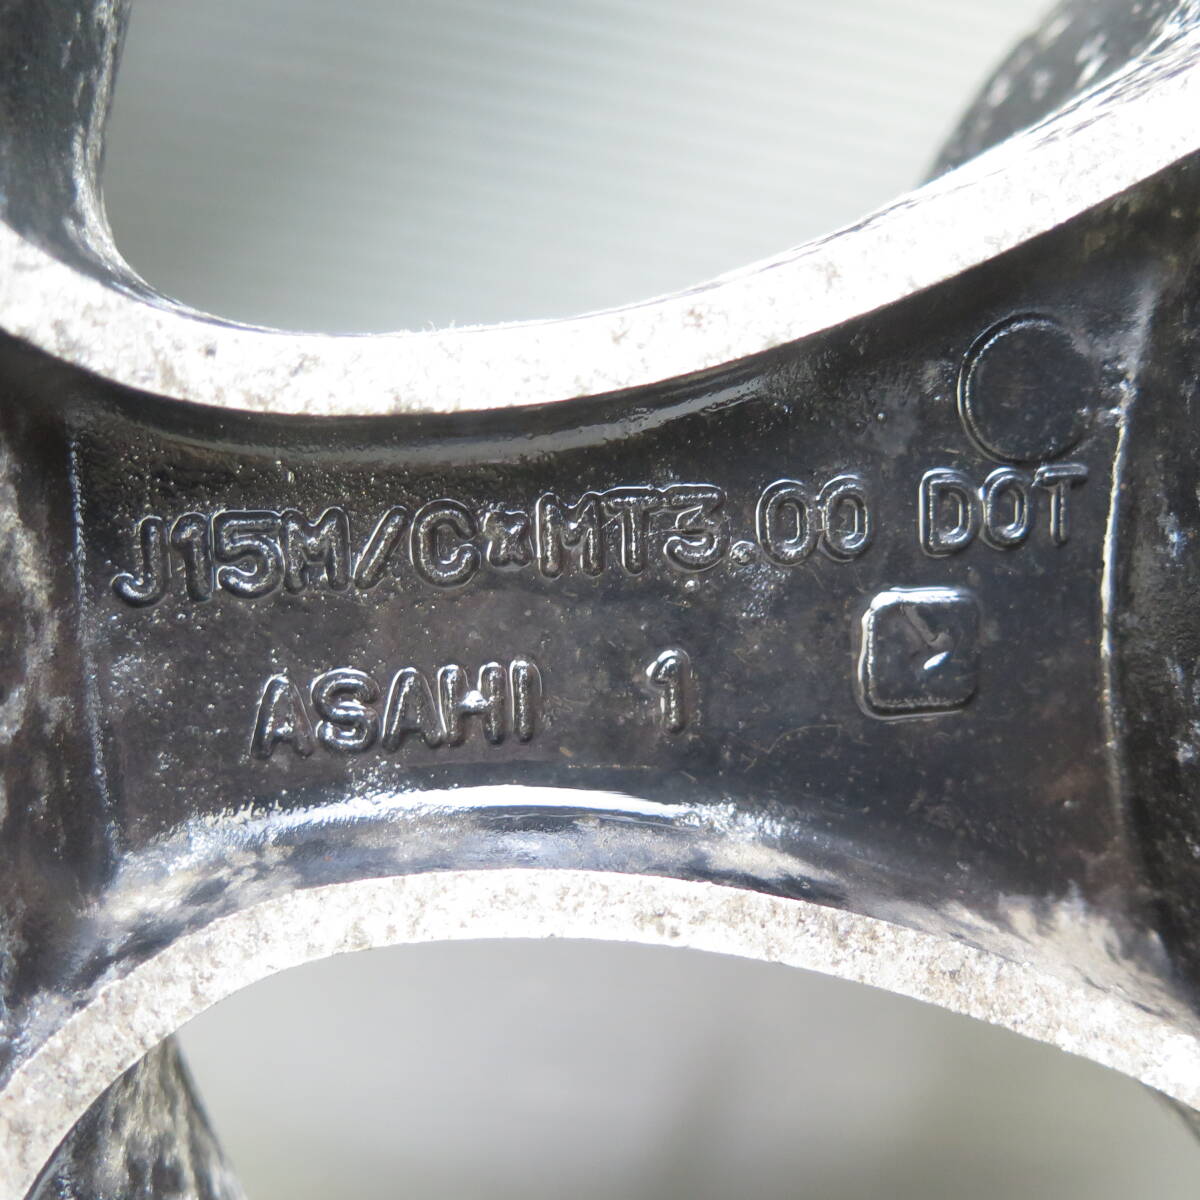 J15M/C×MT3.00 DOT
ASAHI 1